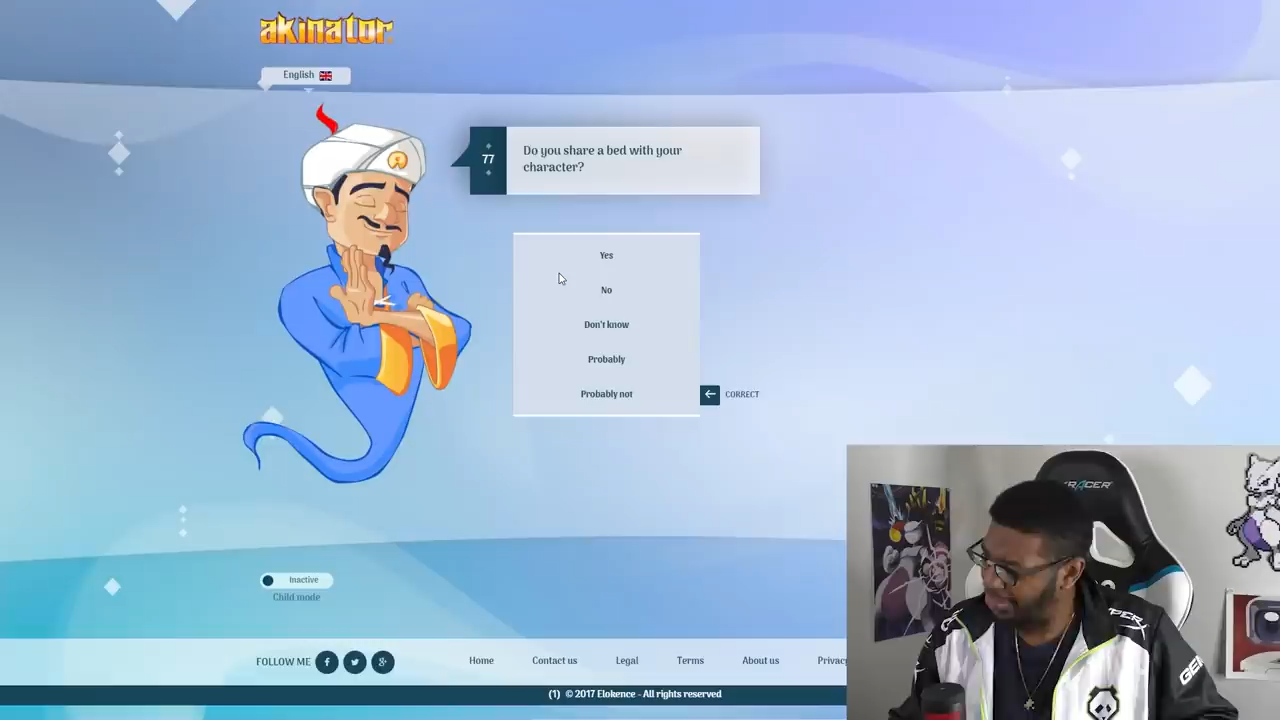 akinator
English
77
Do you share a bed with your
character?
Yes
No
Don't know
Probably
Probably not
CORRECT
Inactive
Child mode
FOLLOW ME
Home
Contact us
Legal
Terms
About us
Privacy
(1) © 2017 Elokence - All rights reserved